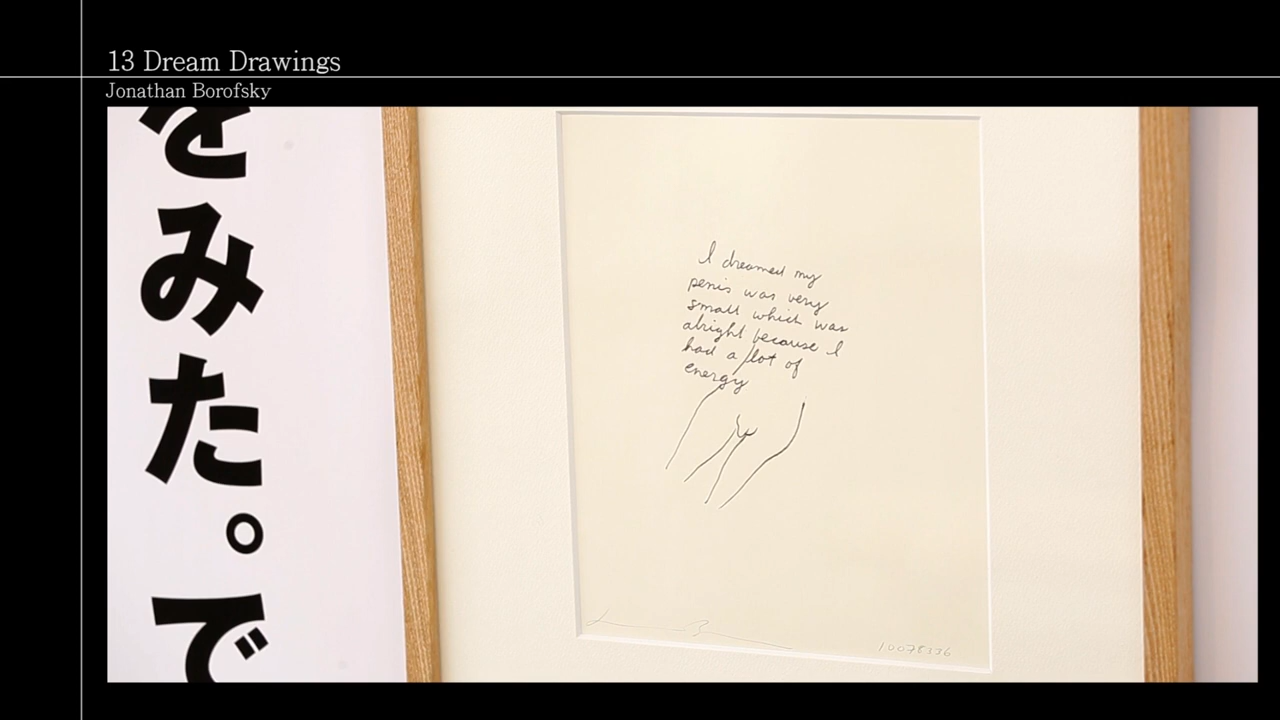 13 Dream Drawings
Jonathan Borofsky
をみた。で
I dreamed my
penis was very
small which was
alright because I
had a lot of
energy